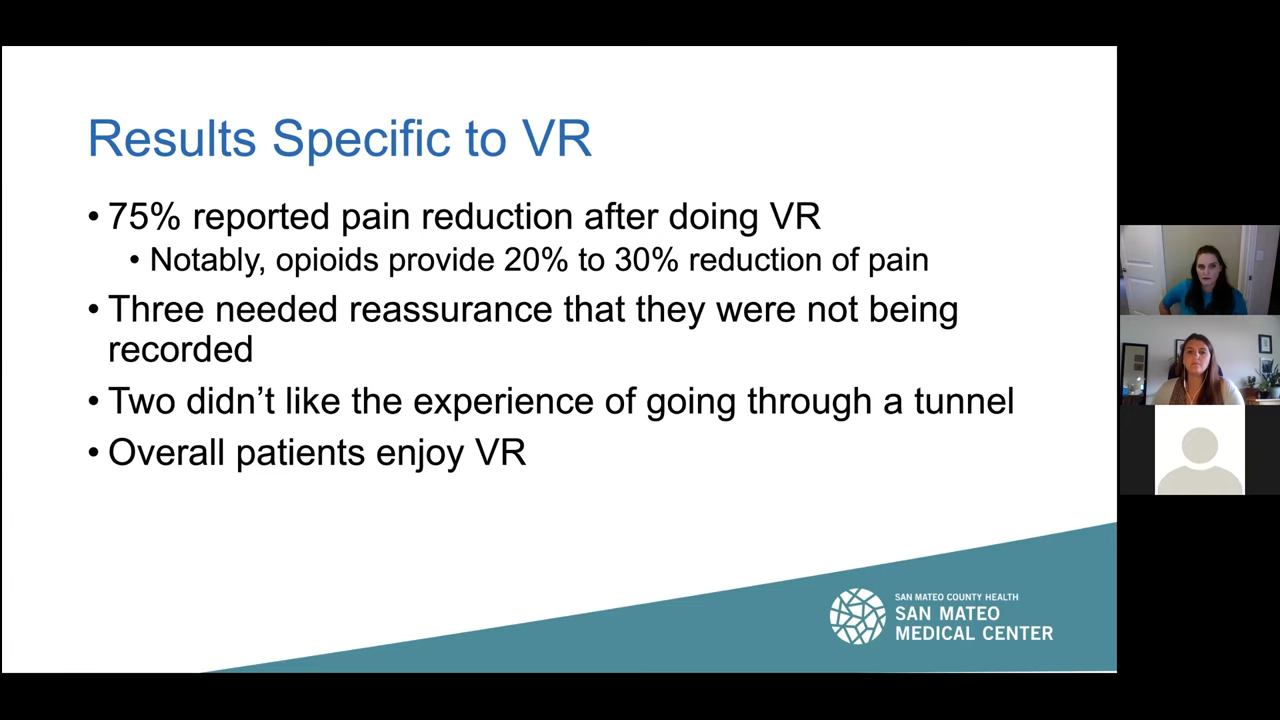 Results Specific to VR
• 75% reported pain reduction after doing VR
• Notably, opioids provide 20% to 30% reduction of pain
• Three needed reassurance that they were not being
recorded
• Two didn’t like the experience of going through a tunnel
• Overall patients enjoy VR
SAN MATEO COUNTY HEALTH
SAN MATEO
MEDICAL CENTER